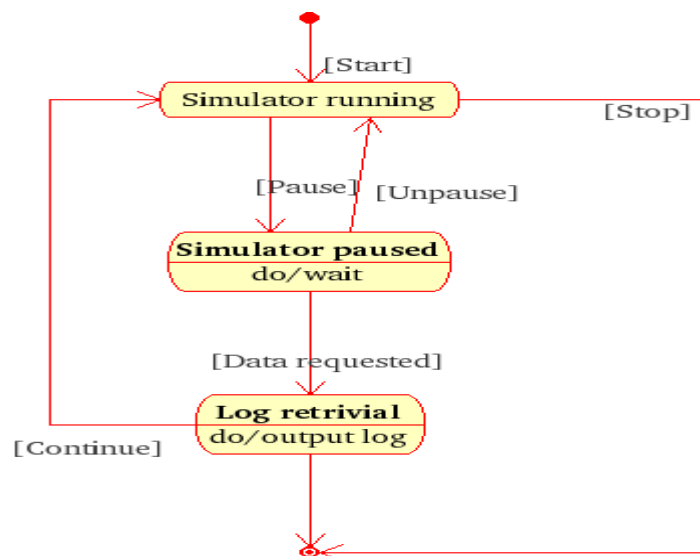 [Start]
Simulator running
[Stop]
[Pause]
[Unpause]
Simulator paused
do/wait
[Data requested]
Log retrivial
do/output log
[Continue]